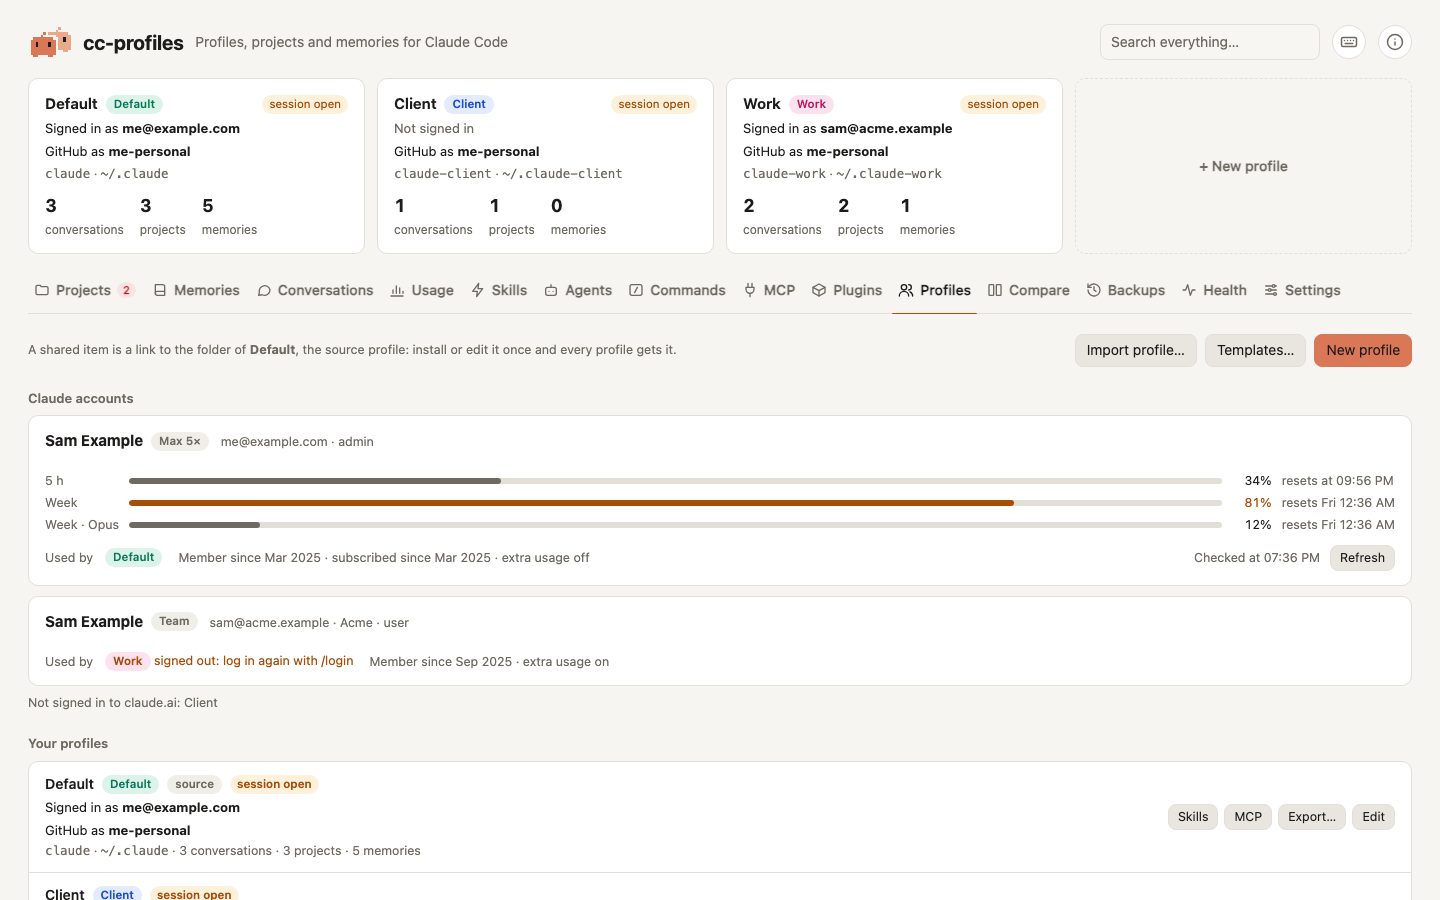 cc-profiles Profiles, projects and memories for Claude Code Search everything...
Default Default session open
Signed in as me@example.com
GitHub as me-personal
claude · ~/.claude
3 3 5
conversations projects memories
Client Client session open
Not signed in
GitHub as me-personal
claude-client · ~/.claude-client
1 1 0
conversations projects memories
Work Work session open
Signed in as sam@acme.example
GitHub as me-personal
claude-work · ~/.claude-work
2 2 1
conversations projects memories
+ New profile
Projects 2 Memories Conversations Usage Skills Agents Commands MCP Plugins Profiles Compare Backups Health Settings
A shared item is a link to the folder of Default, the source profile: install or edit it once and every profile gets it. Import profile... Templates... New profile
Claude accounts
Sam Example Max 5× me@example.com · admin
5 h 34% resets at 09:56 PM
Week 81% resets Fri 12:36 AM
Week · Opus 12% resets Fri 12:36 AM
Used by Default Member since Mar 2025 · subscribed since Mar 2025 · extra usage off Checked at 07:36 PM Refresh
Sam Example Team sam@acme.example · Acme · user
Used by Work signed out: log in again with /login Member since Sep 2025 · extra usage on
Not signed in to claude.ai: Client
Your profiles
Default Default source session open
Signed in as me@example.com
GitHub as me-personal
claude · ~/.claude · 3 conversations · 3 projects · 5 memories
Skills MCP Export... Edit
Client Client session open